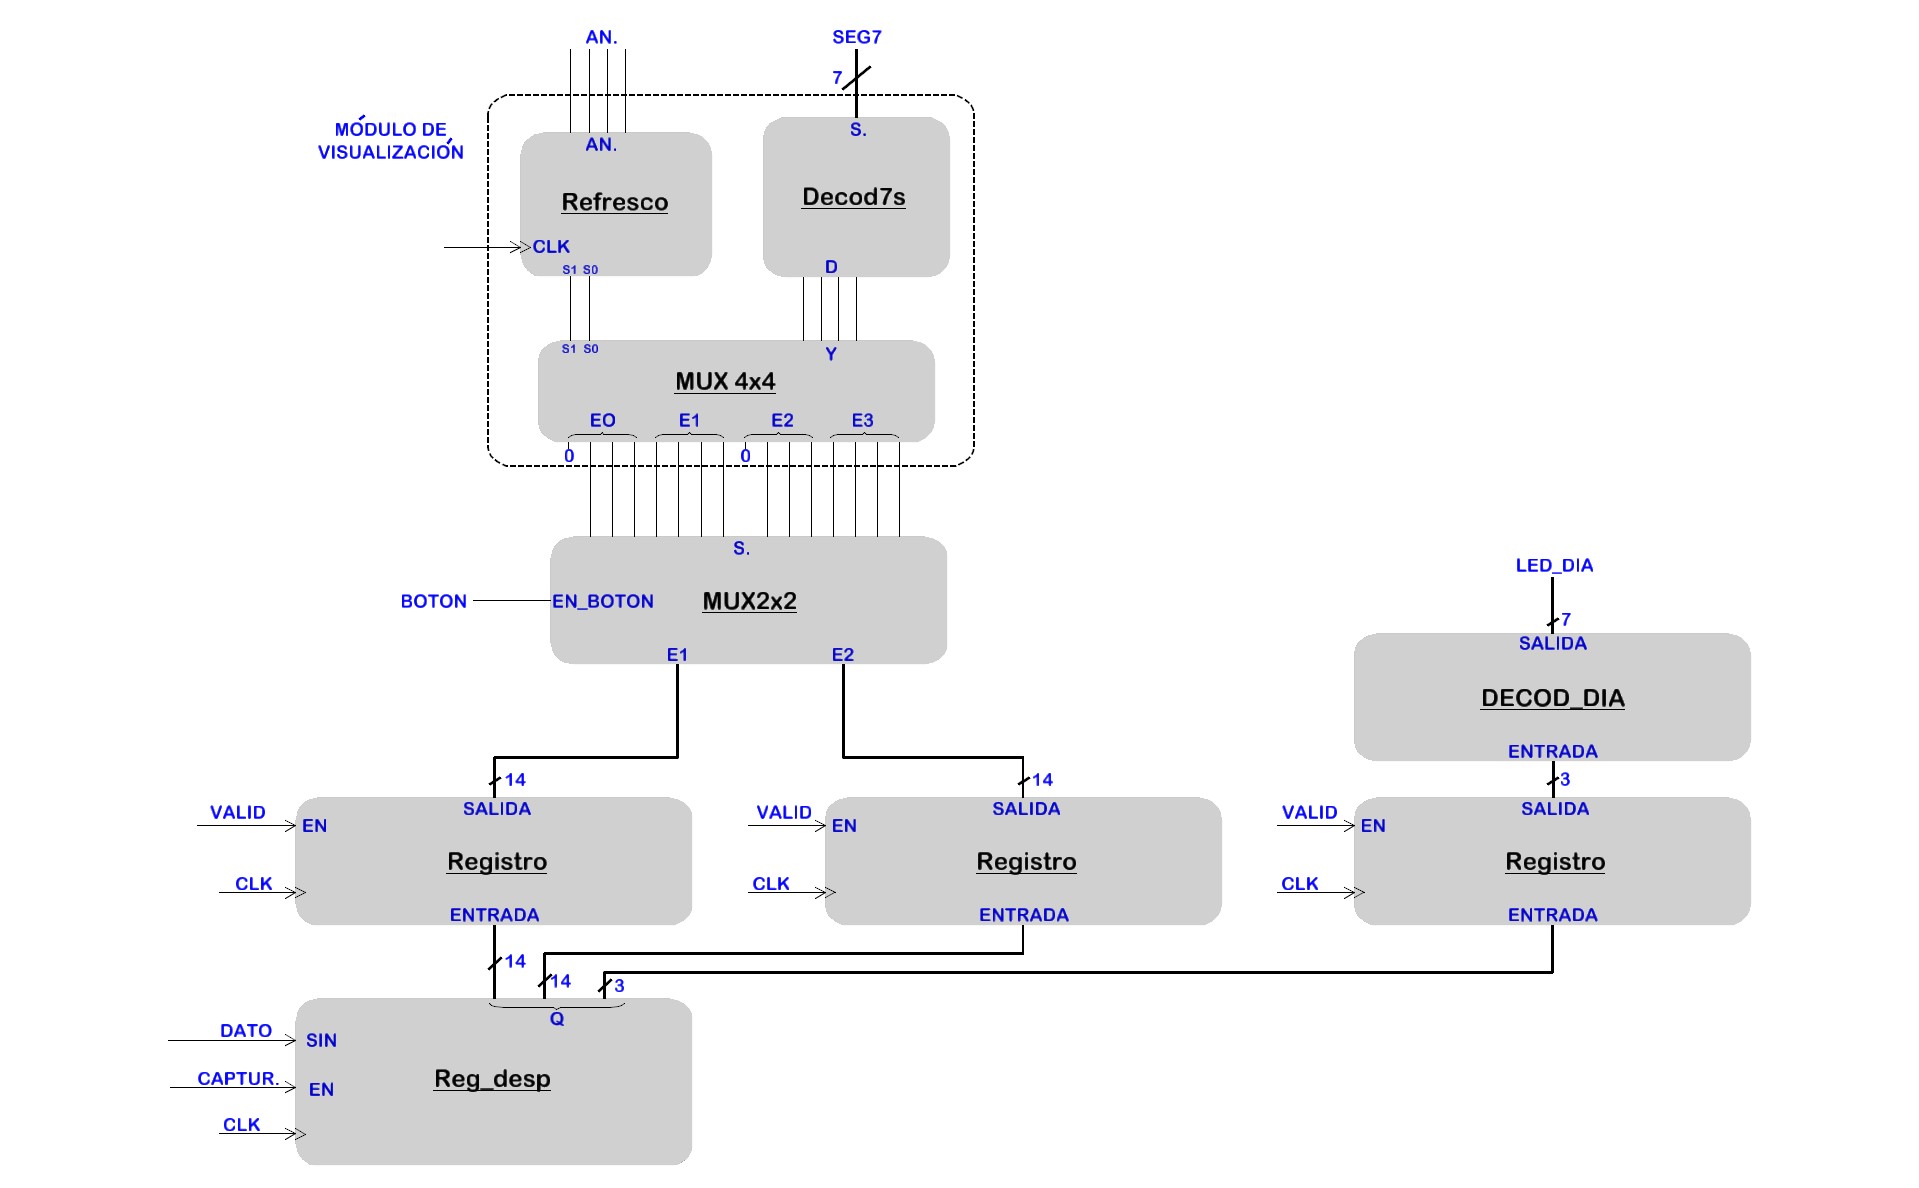 AN. SEG7
7
MÓDULO DE
VISUALIZACIÓN
AN. S.
Refresco Decod7s
CLK
S1 S0 D
S1 S0 Y
MUX 4x4
EO E1 E2 E3
0 0
S.
BOTON EN_BOTON MUX2x2
E1 E2
LED_DIA
7
SALIDA
DECOD_DIA
ENTRADA
14 14 3
VALID SALIDA VALID SALIDA VALID SALIDA
EN EN EN
Registro Registro Registro
CLK CLK CLK
ENTRADA ENTRADA ENTRADA
14 14 3
Q
DATO SIN
Reg_desp
CAPTUR. EN
CLK